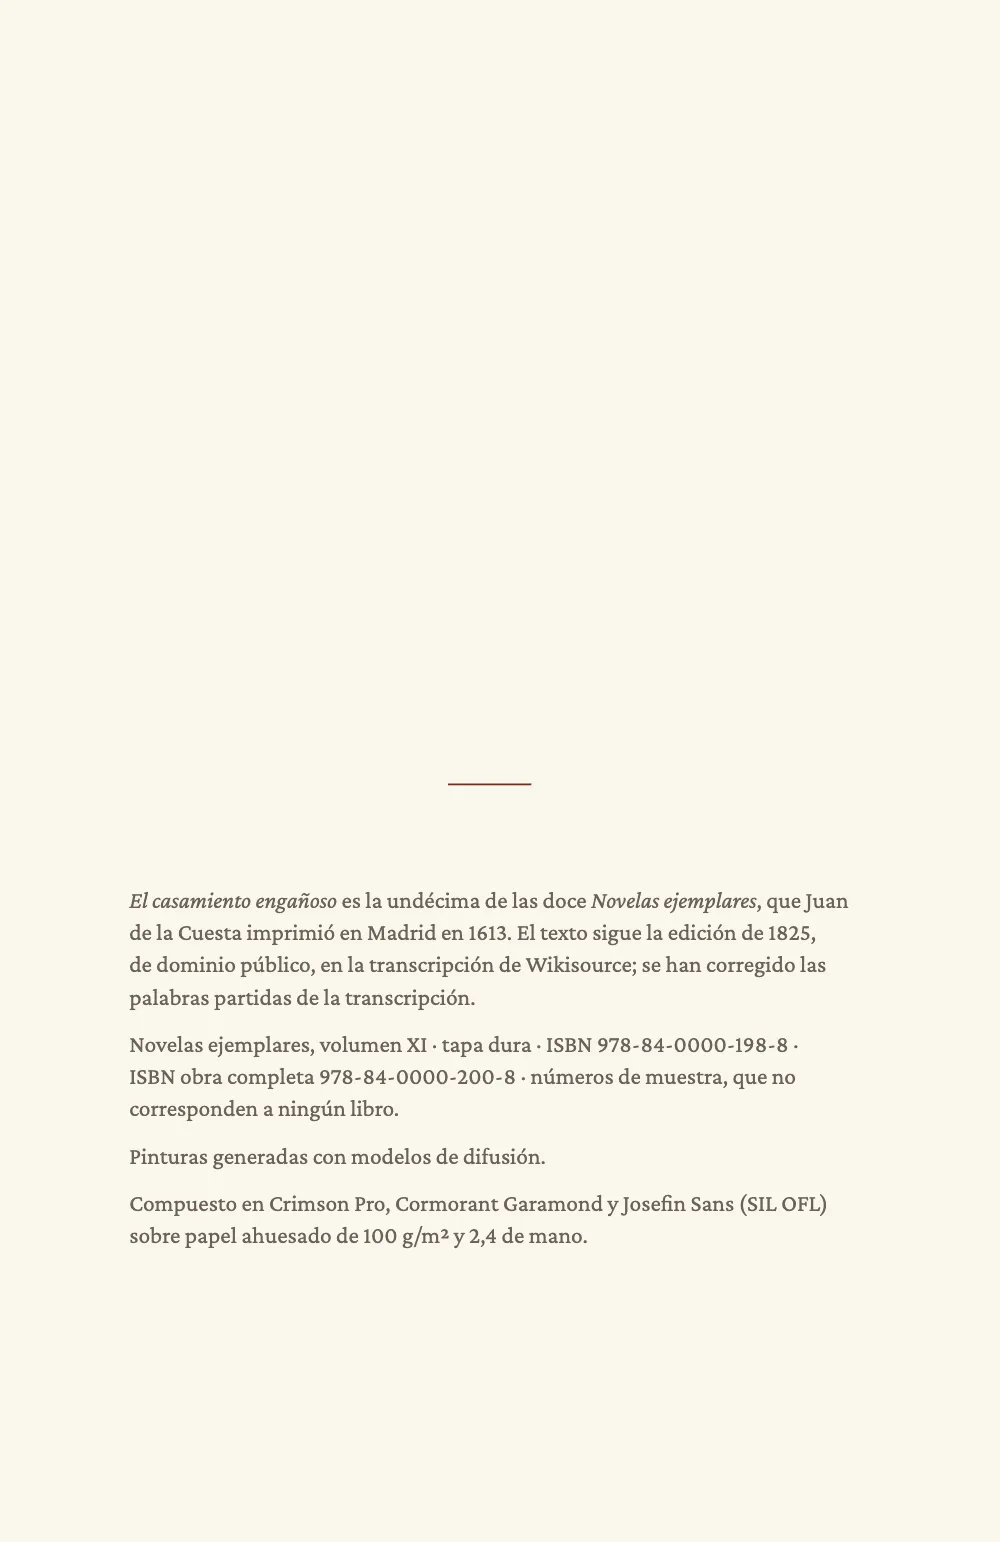 El casamiento engañoso es la undécima de las doce Novelas ejemplares, que Juan
de la Cuesta imprimió en Madrid en 1613. El texto sigue la edición de 1825,
de dominio público, en la transcripción de Wikisource; se han corregido las
palabras partidas de la transcripción.
Novelas ejemplares, volumen XI · tapa dura · ISBN 978-84-0000-198-8 ·
ISBN obra completa 978-84-0000-200-8 · números de muestra, que no
corresponden a ningún libro.
Pinturas generadas con modelos de difusión.
Compuesto en Crimson Pro, Cormorant Garamond y Josefin Sans (SIL OFL)
sobre papel ahuesado de 100 g/m² y 2,4 de mano.